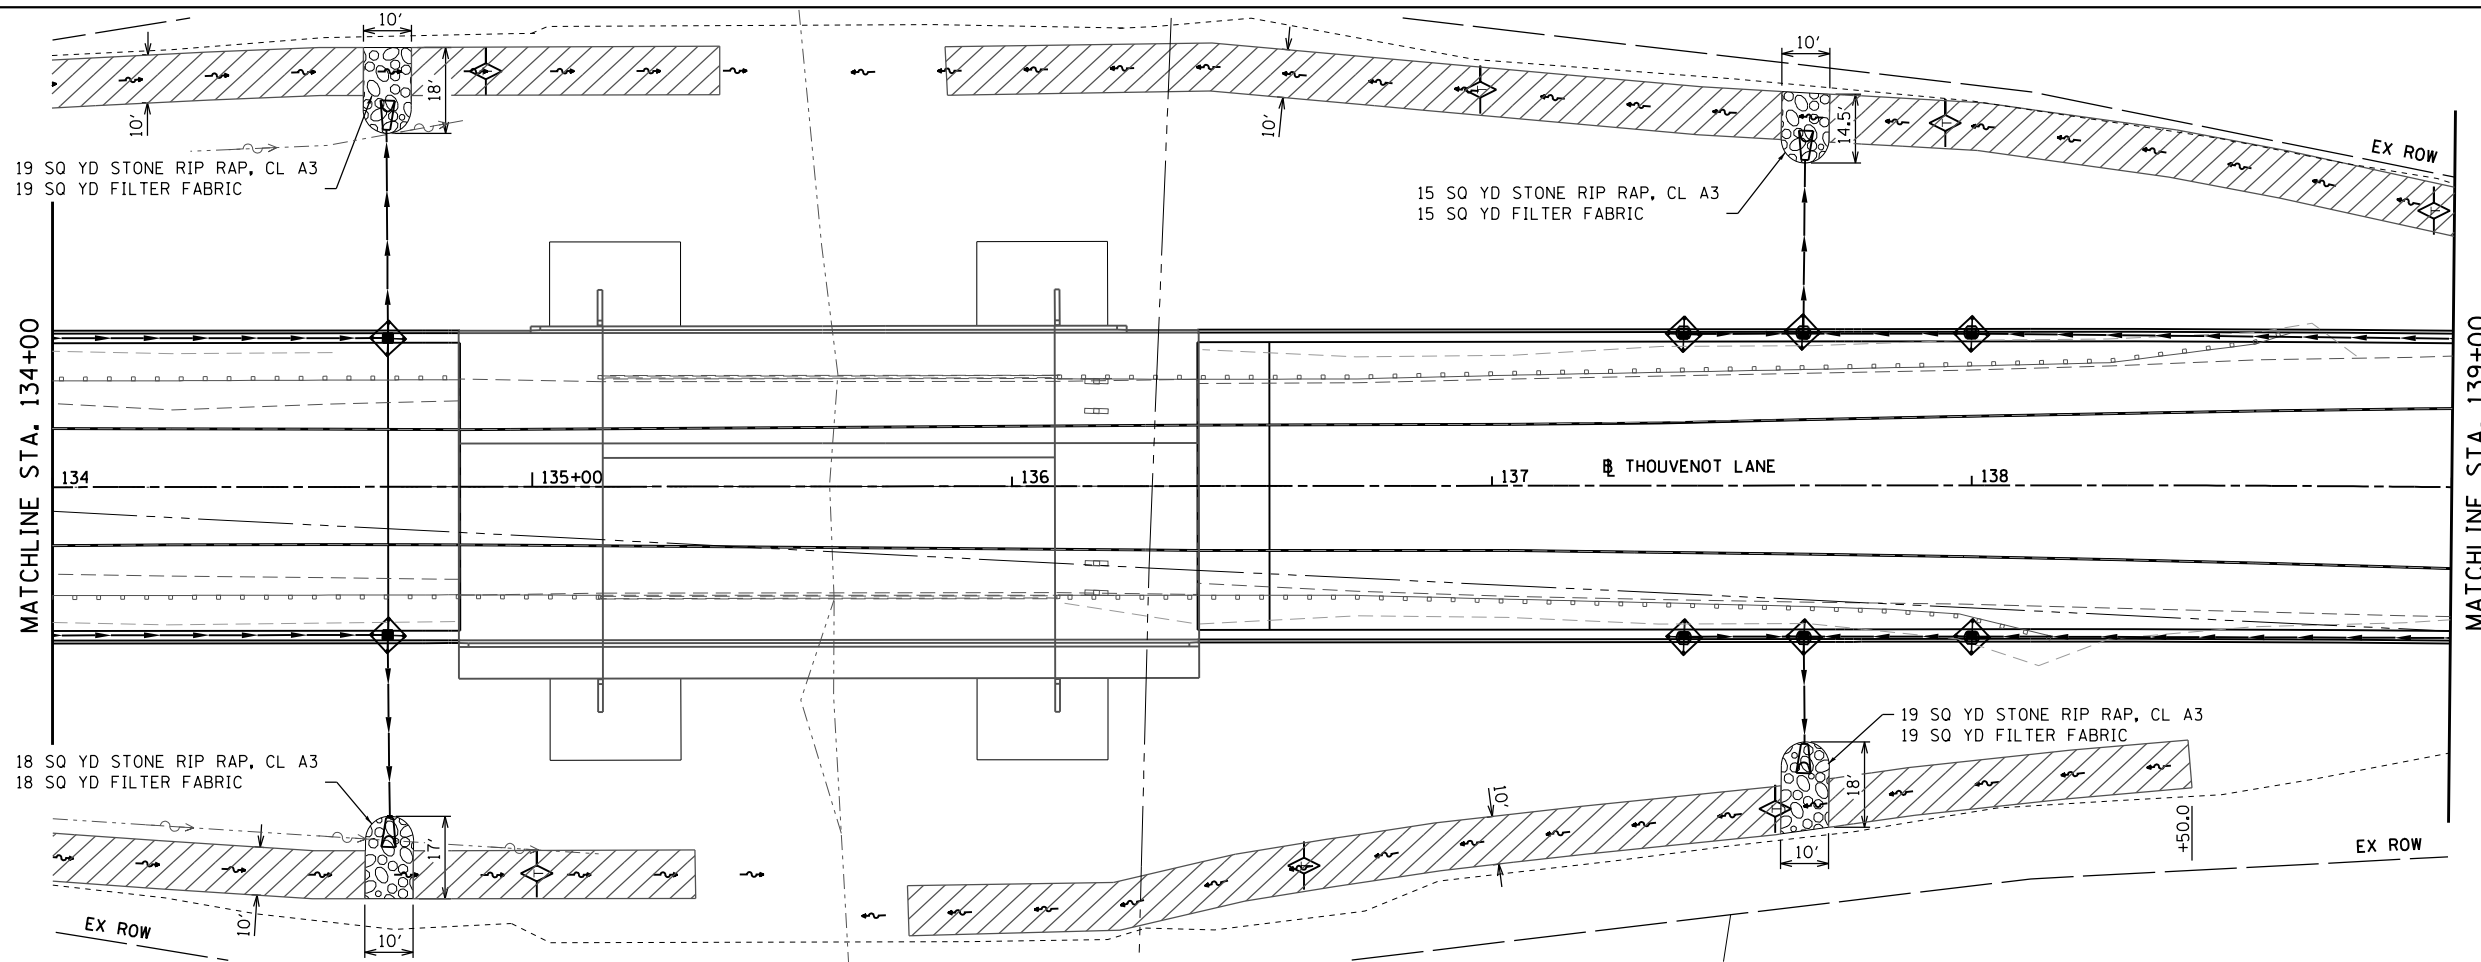 10'
10'
18'
10'
19 SQ YD STONE RIP RAP, CL A3
19 SQ YD FILTER FABRIC
10'
14.5'
10'
EX ROW
15 SQ YD STONE RIP RAP, CL A3
15 SQ YD FILTER FABRIC
MATCHLINE STA. 134+00
MATCHLINE STA. 139+00
134
135+00
136
137
℄ THOUVENOT LANE
138
18 SQ YD STONE RIP RAP, CL A3
18 SQ YD FILTER FABRIC
17'
10'
10'
EX ROW
19 SQ YD STONE RIP RAP, CL A3
19 SQ YD FILTER FABRIC
10'
18'
10'
+50.0
EX ROW